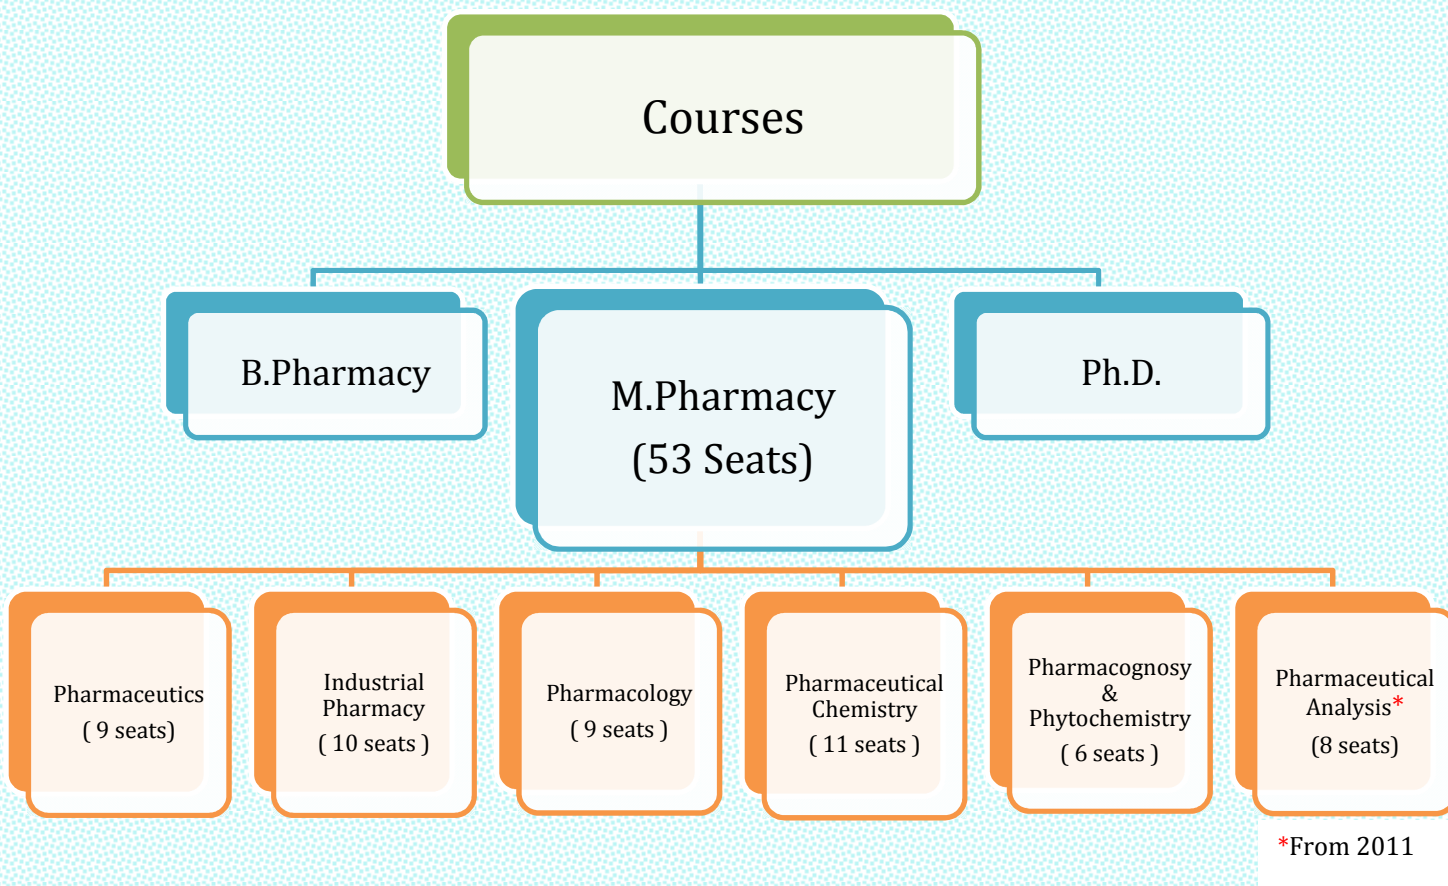 Courses
B.Pharmacy
M.Pharmacy
(53 Seats)
Ph.D.
Pharmaceutics
( 9 seats)
Industrial
Pharmacy
( 10 seats )
Pharmacology
( 9 seats )
Pharmaceutical
Chemistry
( 11 seats )
Pharmacognosy
&
Phytochemistry
( 6 seats )
Pharmaceutical
Analysis*
(8 seats)
*From 2011